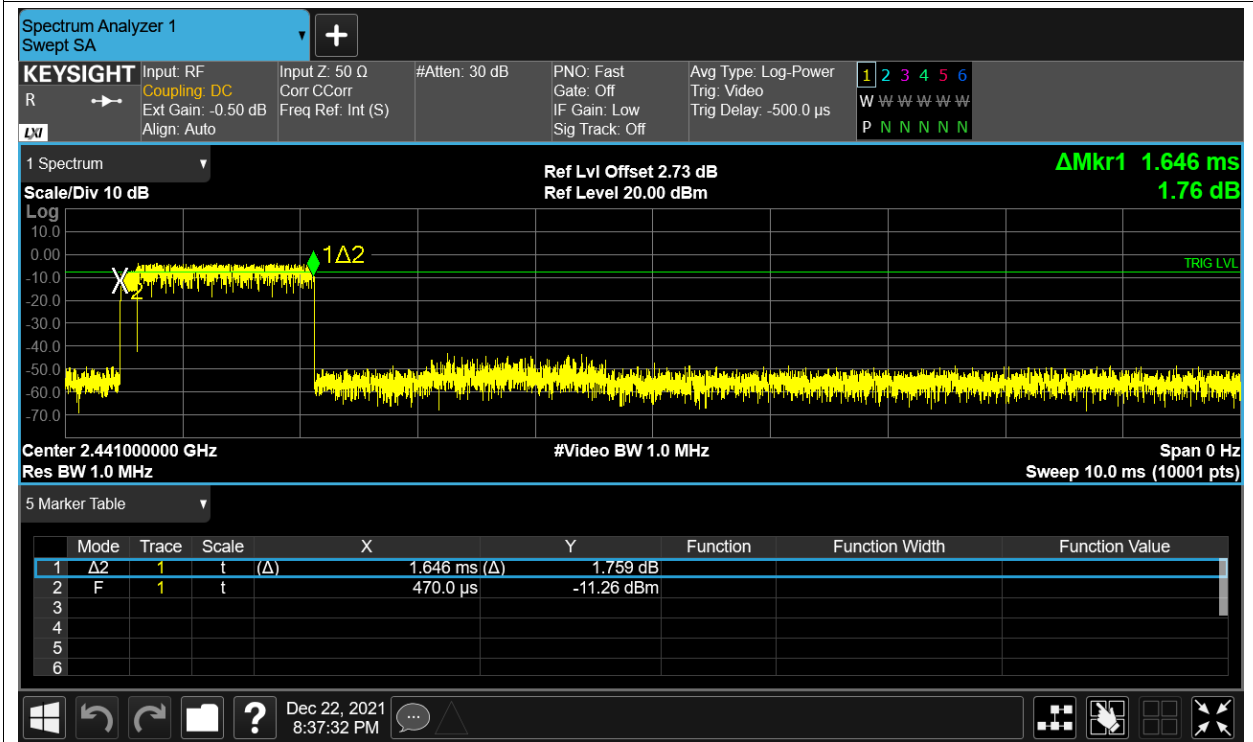 Spectrum Analyzer 1
Swept SA
+
KEYSIGHT Input: RF Input Z: 50 Ω #Atten: 30 dB PNO: Fast Avg Type: Log-Power 1 2 3 4 5 6
R Coupling: DC Corr CCorr Gate: Off Trig: Video W W W W W W
Ext Gain: -0.50 dB Freq Ref: Int (S) IF Gain: Low Trig Delay: -500.0 µs
LXI Align: Auto Sig Track: Off P N N N N N
1 Spectrum Ref Lvl Offset 2.73 dB ΔMkr1 1.646 ms
Scale/Div 10 dB Ref Level 20.00 dBm 1.76 dB
Log
10.0
0.00 1Δ2
TRIG LVL
-10.0
X 2
-20.0
-30.0
-40.0
-50.0
-60.0
-70.0
Center 2.441000000 GHz #Video BW 1.0 MHz Span 0 Hz
Res BW 1.0 MHz Sweep 10.0 ms (10001 pts)
5 Marker Table
Mode Trace Scale X Y Function Function Width Function Value
1 Δ2 1 t (Δ) 1.646 ms (Δ) 1.759 dB
2 F 1 t 470.0 µs -11.26 dBm
3
4
5
6
? Dec 22, 2021
8:37:32 PM